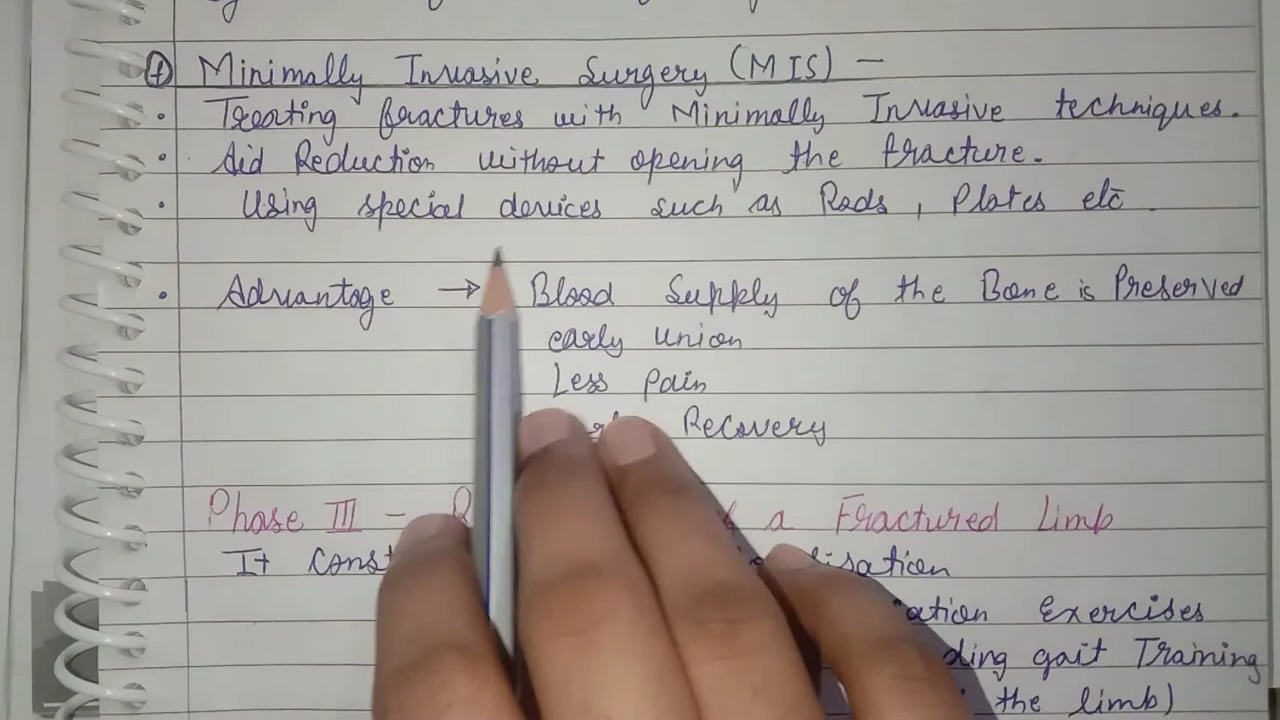 (f) Minimally Invasive Surgery (MIS) -
• Treating fractures with Minimally Invasive techniques.
• Aid Reduction without opening the fracture.
• Using special devices such as Rods, Plates etc.
• Advantage → Blood Supply of the Bone is Preserved
early union
Less Pain
Recovery
Phase III - a Fractured Limb
It
Exercises
gait Training
the limb)